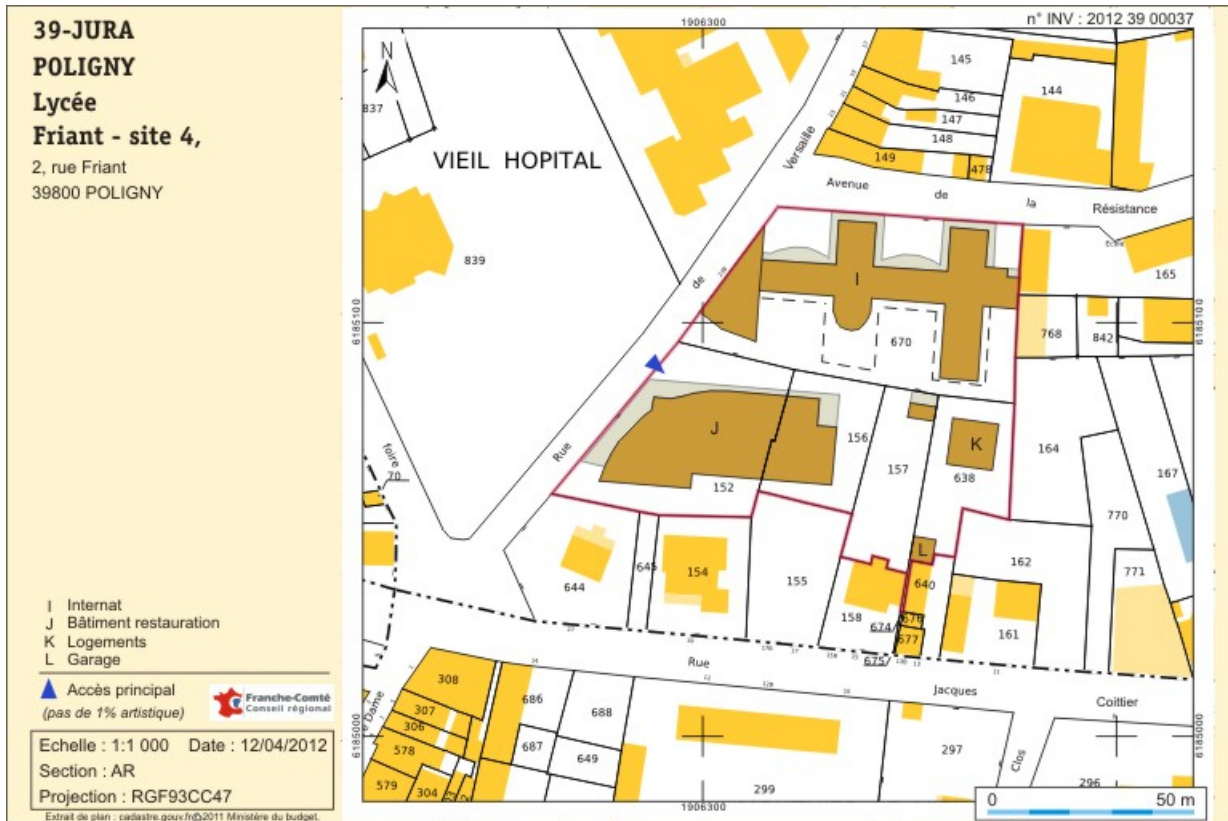 39-JURA
POLIGNY
Lycée
Friant - site 4,
2, rue Friant
39800 POLIGNY
I Internat
J Bâtiment restauration
K Logements
L Garage
Accès principal
(pas de 1% artistique)
Franche-Comté
Conseil régional
Echelle : 1:1 000 Date : 12/04/2012
Section : AR
Projection : RGF93CC47
Extrait de plan : cadastre.gouv.fr©2011 Ministère du budget.
n° INV : 2012 39 00037
1906300
N
837
145
146
144
147
148
149
478
VIEIL HOPITAL
Versaille
Avenue de la Résistance
839
165
de
I
6185100
6185100
670
768
842
J
156
K
164
Rue
157
638
167
152
foire
70
770
L
162
771
644
645
154
155
640
158
676
161
674
677
675
Rue Jacques Coittier
308
686
688
307
306
Dame
578
687
649
297
Clos
6185000
6185000
579
304
299
296
1906300
0 50 m